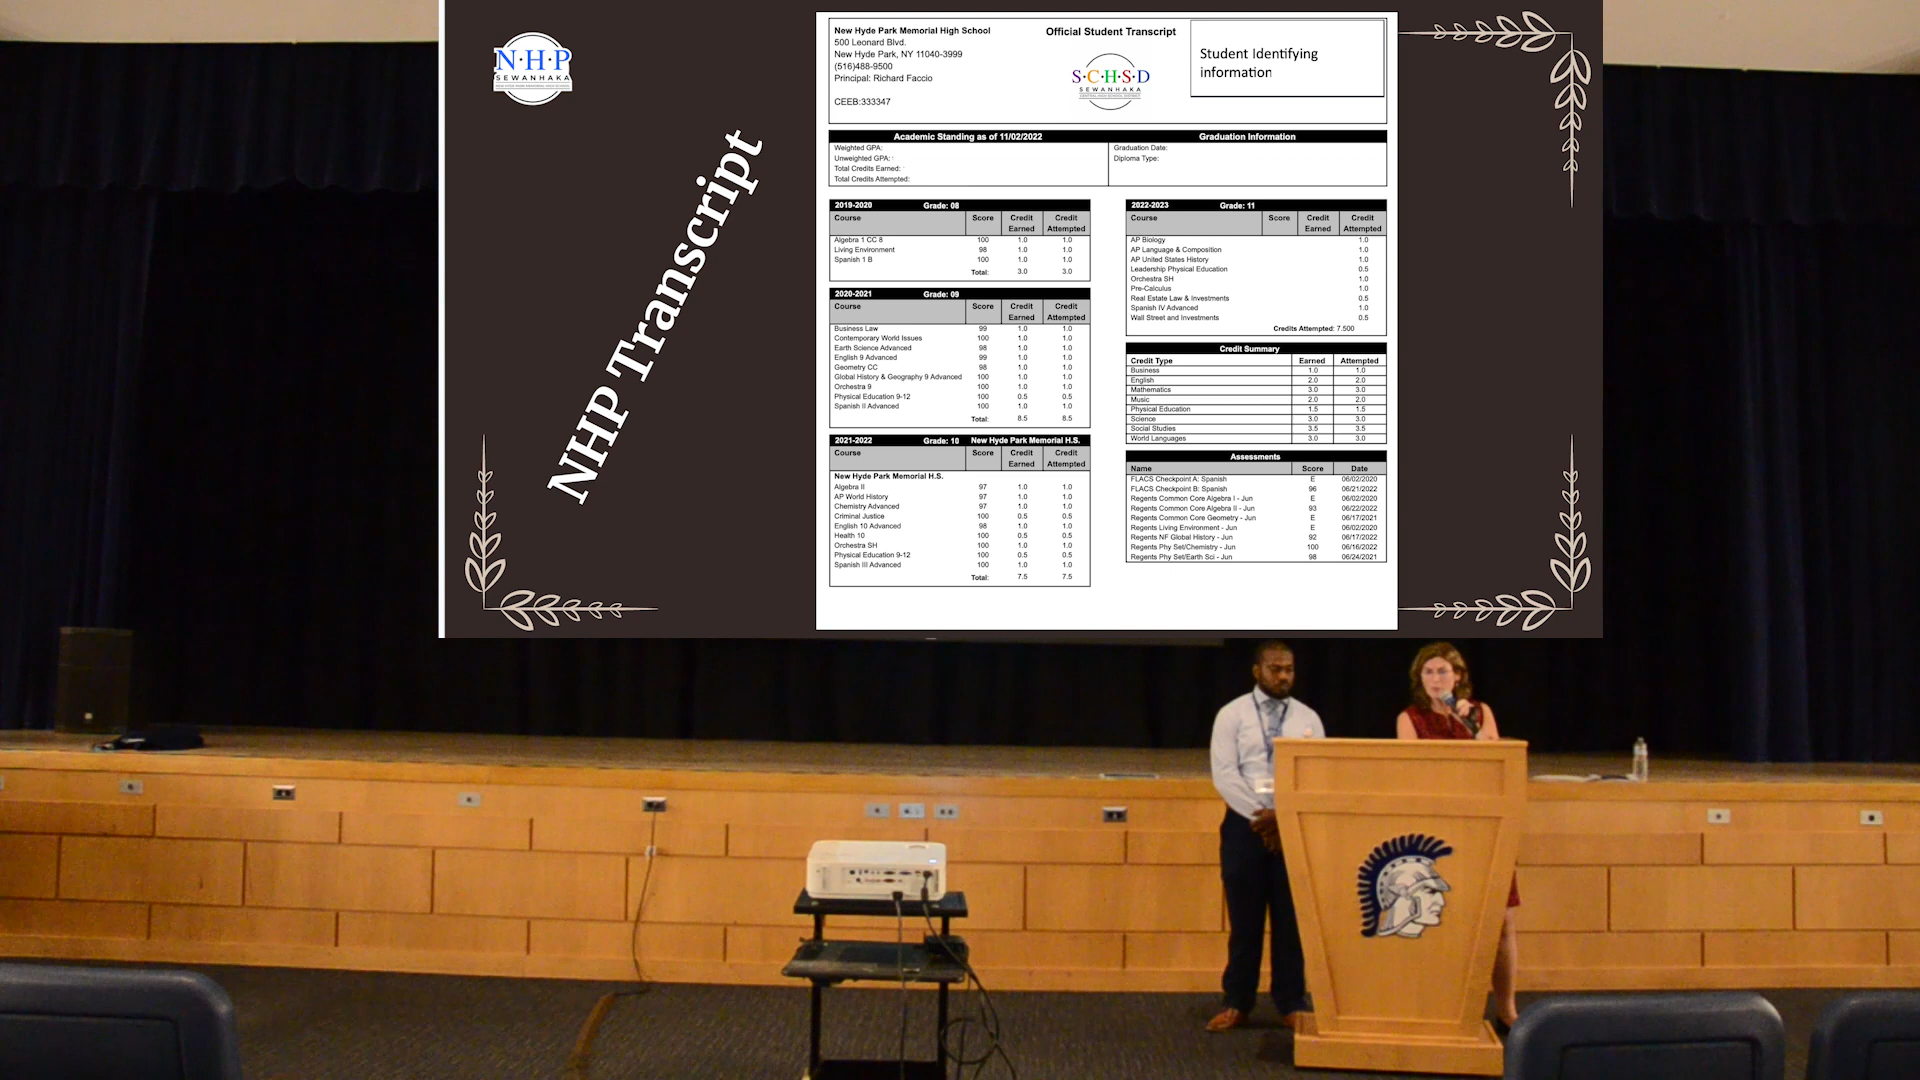 N·H·P
SEWANHAKA
NHP Transcript
New Hyde Park Memorial High School
500 Leonard Blvd.
New Hyde Park, NY 11040-3999
(516)488-9500
Principal: Richard Faccio
CEEB:333347
Official Student Transcript
S·C·H·S·D
SEWANHAKA
CENTRAL HIGH SCHOOL DISTRICT
Student Identifying
information
Academic Standing as of 11/02/2022
Weighted GPA:
Unweighted GPA:
Total Credits Earned:
Total Credits Attempted:
Graduation Information
Graduation Date:
Diploma Type:
2019-2020 Grade: 08
Course Score Credit Earned Credit Attempted
Algebra 1 CC 8 100 1.0 1.0
Living Environment 98 1.0 1.0
Spanish 1 B 100 1.0 1.0
Total: 3.0 3.0
2020-2021 Grade: 09
Course Score Credit Earned Credit Attempted
Business Law 99 1.0 1.0
Contemporary World Issues 100 1.0 1.0
Earth Science Advanced 98 1.0 1.0
English 9 Advanced 99 1.0 1.0
Geometry CC 98 1.0 1.0
Global History & Geography 9 Advanced 100 1.0 1.0
Orchestra 9 100 1.0 1.0
Physical Education 9-12 100 0.5 0.5
Spanish II Advanced 100 1.0 1.0
Total: 8.5 8.5
2021-2022 Grade: 10 New Hyde Park Memorial H.S.
Course Score Credit Earned Credit Attempted
New Hyde Park Memorial H.S.
Algebra II 97 1.0 1.0
AP World History 97 1.0 1.0
Chemistry Advanced 97 1.0 1.0
Criminal Justice 100 0.5 0.5
English 10 Advanced 98 1.0 1.0
Health 10 100 0.5 0.5
Orchestra SH 100 1.0 1.0
Physical Education 9-12 100 0.5 0.5
Spanish III Advanced 100 1.0 1.0
Total: 7.5 7.5
2022-2023 Grade: 11
Course Score Credit Earned Credit Attempted
AP Biology 1.0
AP Language & Composition 1.0
AP United States History 1.0
Leadership Physical Education 0.5
Orchestra SH 1.0
Pre-Calculus 1.0
Real Estate Law & Investments 0.5
Spanish IV Advanced 1.0
Wall Street and Investments 0.5
Credits Attempted: 7.500
Credit Summary
Credit Type Earned Attempted
Business 1.0 1.0
English 2.0 2.0
Mathematics 3.0 3.0
Music 2.0 2.0
Physical Education 1.5 1.5
Science 3.0 3.0
Social Studies 3.5 3.5
World Languages 3.0 3.0
Assessments
Name Score Date
FLACS Checkpoint A: Spanish E 06/02/2020
FLACS Checkpoint B: Spanish 96 06/21/2022
Regents Common Core Algebra I - Jun E 06/02/2020
Regents Common Core Algebra II - Jun 93 06/22/2022
Regents Common Core Geometry - Jun E 06/17/2021
Regents Living Environment - Jun E 06/02/2020
Regents NF Global History - Jun 92 06/17/2022
Regents Phy Set/Chemistry - Jun 100 06/16/2022
Regents Phy Set/Earth Sci - Jun 98 06/24/2021